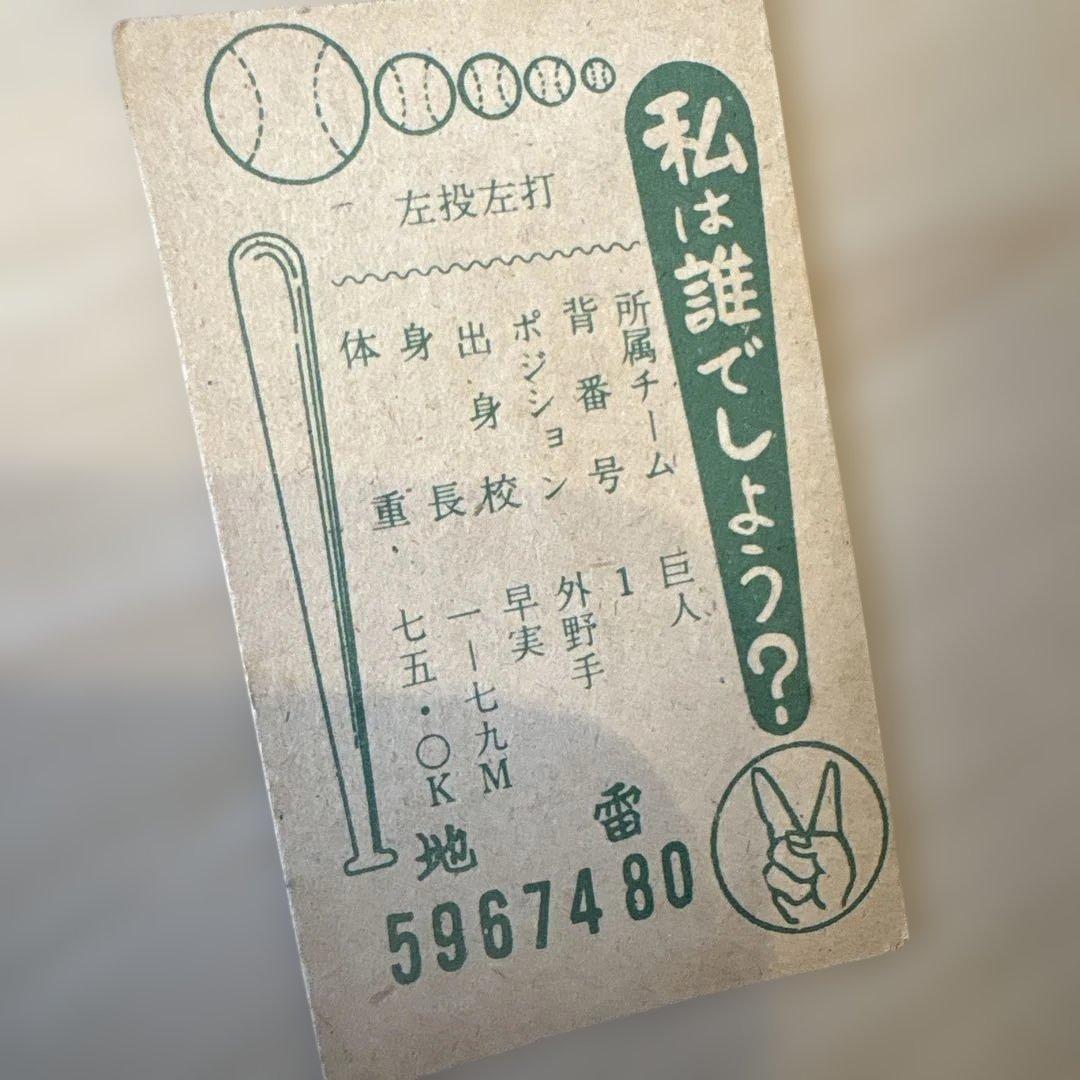 私は誰でしょう？
左投左打
所属チーム 巨人
背番号 1
ポジション 外野手
出身校 早実
身長 一—七九M
体重 七五・〇K
地 雷
5967480